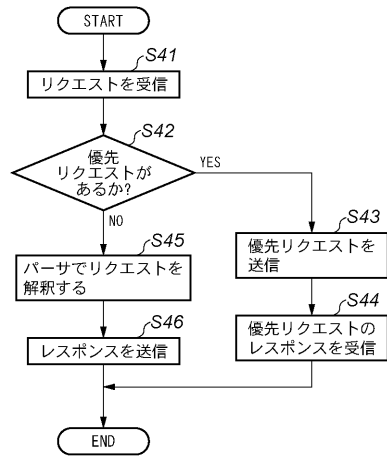 START
S41
リクエストを受信
S42
優先
リクエストが
あるか?
YES
NO
S43
優先リクエストを
送信
S45
パーサでリクエストを
解釈する
S44
優先リクエストの
レスポンスを受信
S46
レスポンスを送信
END